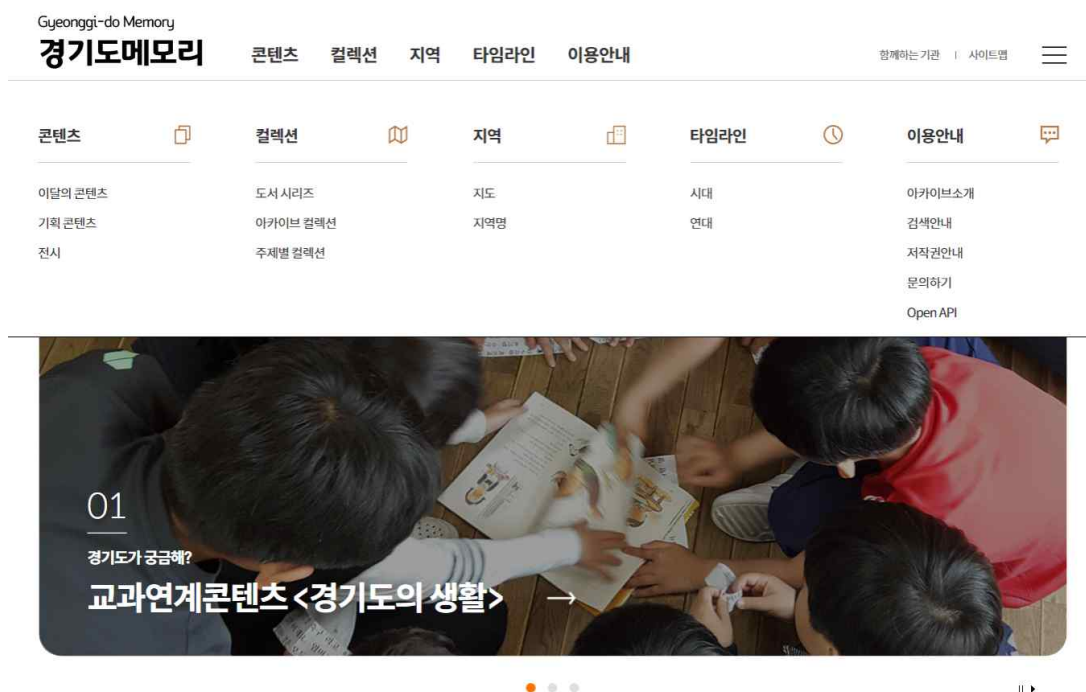 Gyeonggi-do Memory
경기도메모리
콘텐츠 컬렉션 지역 타임라인 이용안내
함께하는 기관 | 사이트맵
콘텐츠
이달의 콘텐츠
기획 콘텐츠
전시
컬렉션
도서 시리즈
아카이브 컬렉션
주제별 컬렉션
지역
지도
지역명
타임라인
시대
연대
이용안내
아카이브소개
검색안내
저작권안내
문의하기
Open API
01
경기도가 궁금해?
교과연계콘텐츠 <경기도의 생활>